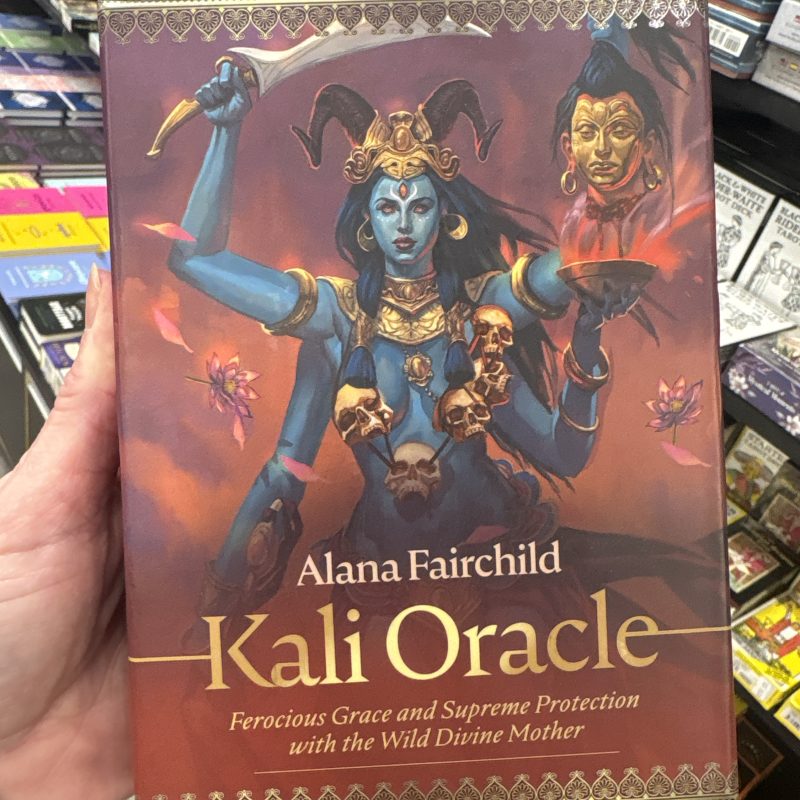 Alana Fairchild
Kali Oracle
Ferocious Grace and Supreme Protection
with the Wild Divine Mother